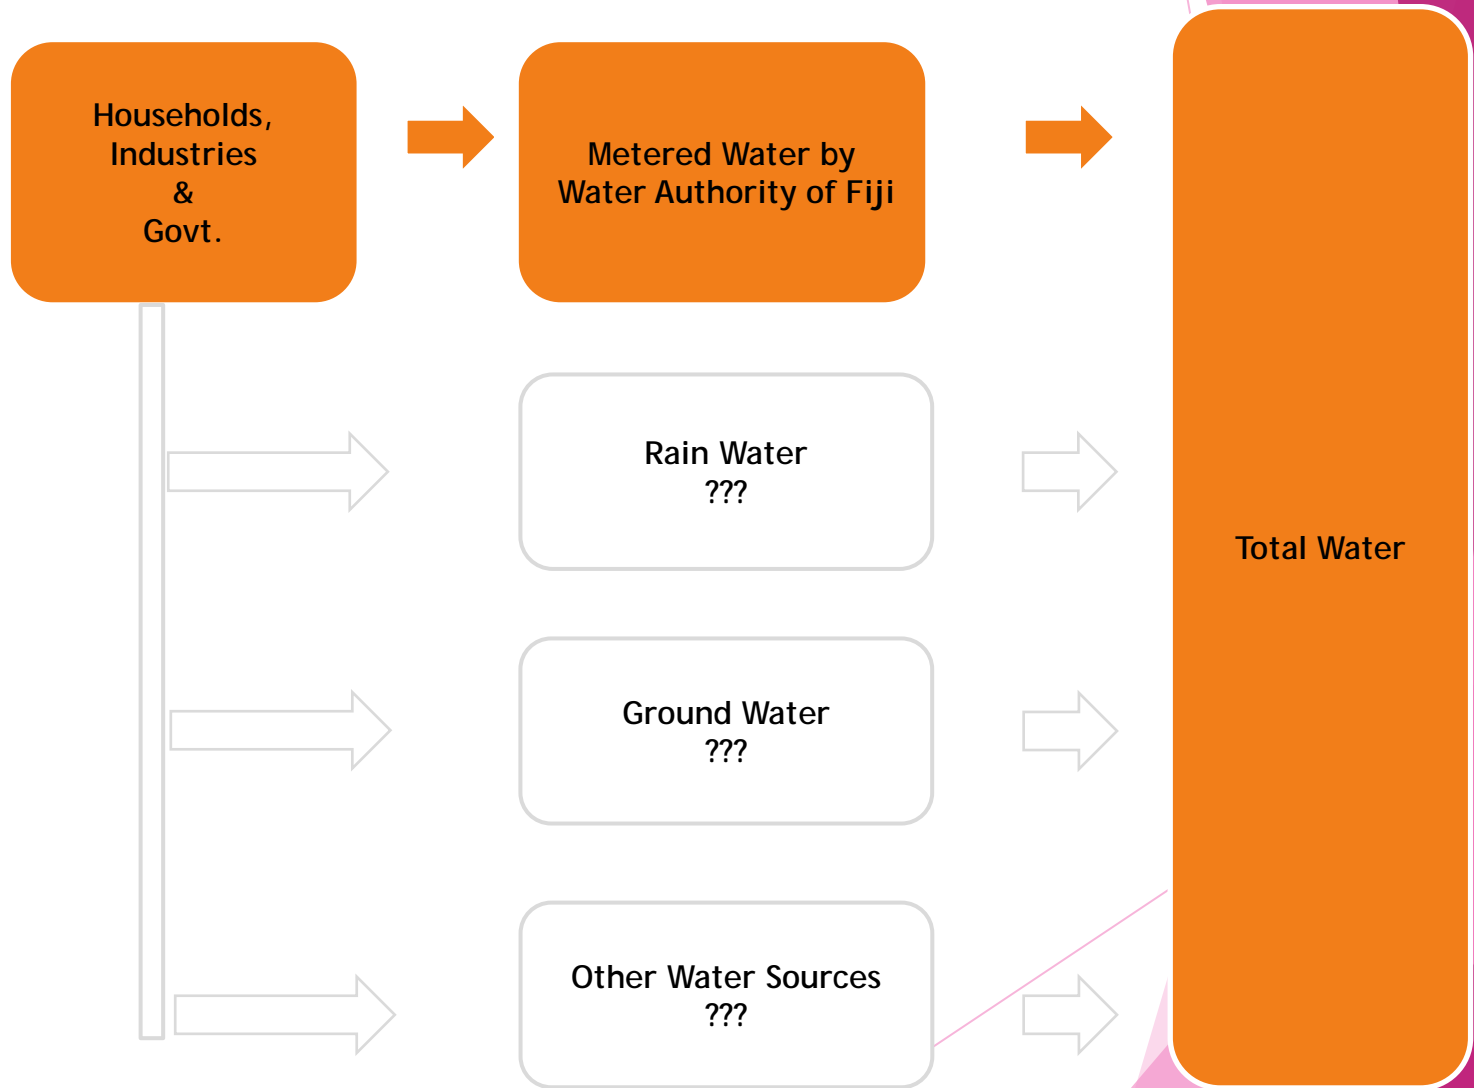 Households,
Industries
&
Govt.
Metered Water by
Water Authority of Fiji
Rain Water
???
Ground Water
???
Other Water Sources
???
Total Water